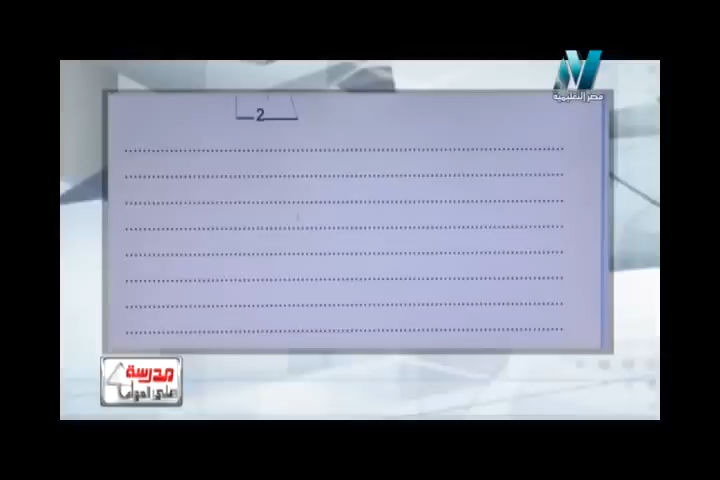 مصر التعليمية
2
مدرسة
على الهواء